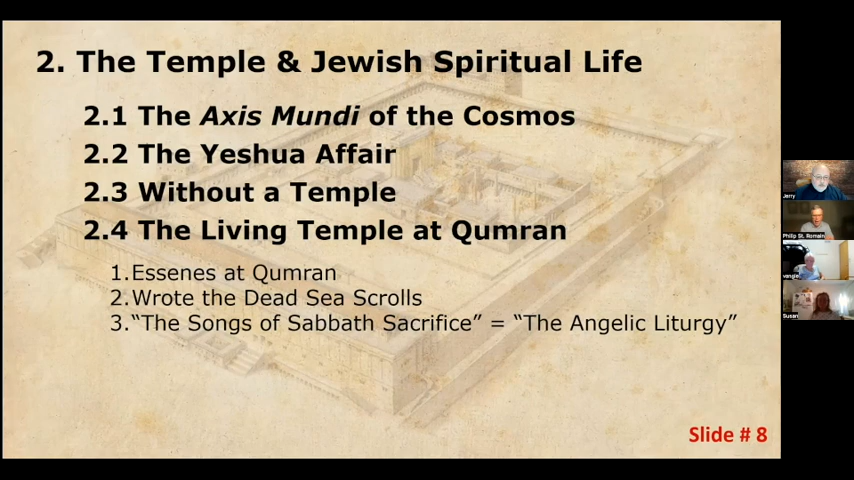 2. The Temple & Jewish Spiritual Life
2.1 The Axis Mundi of the Cosmos
2.2 The Yeshua Affair
2.3 Without a Temple
2.4 The Living Temple at Qumran
1.Essenes at Qumran
2.Wrote the Dead Sea Scrolls
3.“The Songs of Sabbath Sacrifice” = “The Angelic Liturgy”
Slide # 8
Jerry
Philip St. Romain
vangie
Susan